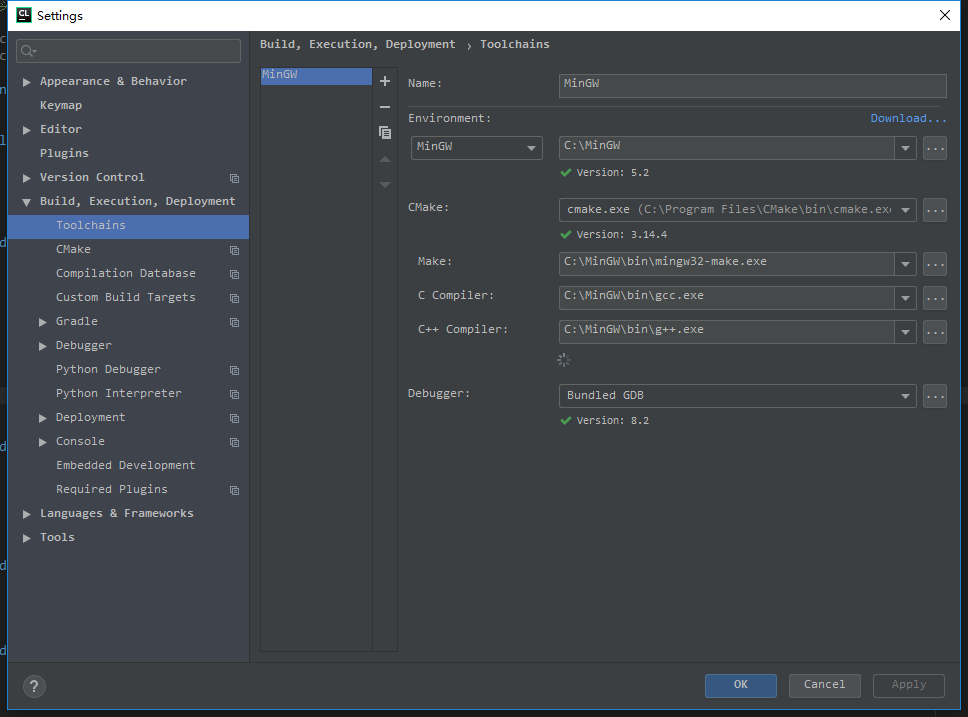 CL Settings
Build, Execution, Deployment › Toolchains
Appearance & Behavior
Keymap
Editor
Plugins
Version Control
Build, Execution, Deployment
Toolchains
CMake
Compilation Database
Custom Build Targets
Gradle
Debugger
Python Debugger
Python Interpreter
Deployment
Console
Embedded Development
Required Plugins
Languages & Frameworks
Tools
MinGW
Name: MinGW
Environment: Download...
MinGW C:\MinGW ...
Version: 5.2
CMake: cmake.exe (C:\Program Files\CMake\bin\cmake.ex ...
Version: 3.14.4
Make: C:\MinGW\bin\mingw32-make.exe ...
C Compiler: C:\MinGW\bin\gcc.exe ...
C++ Compiler: C:\MinGW\bin\g++.exe ...
Debugger: Bundled GDB ...
Version: 8.2
? OK Cancel Apply